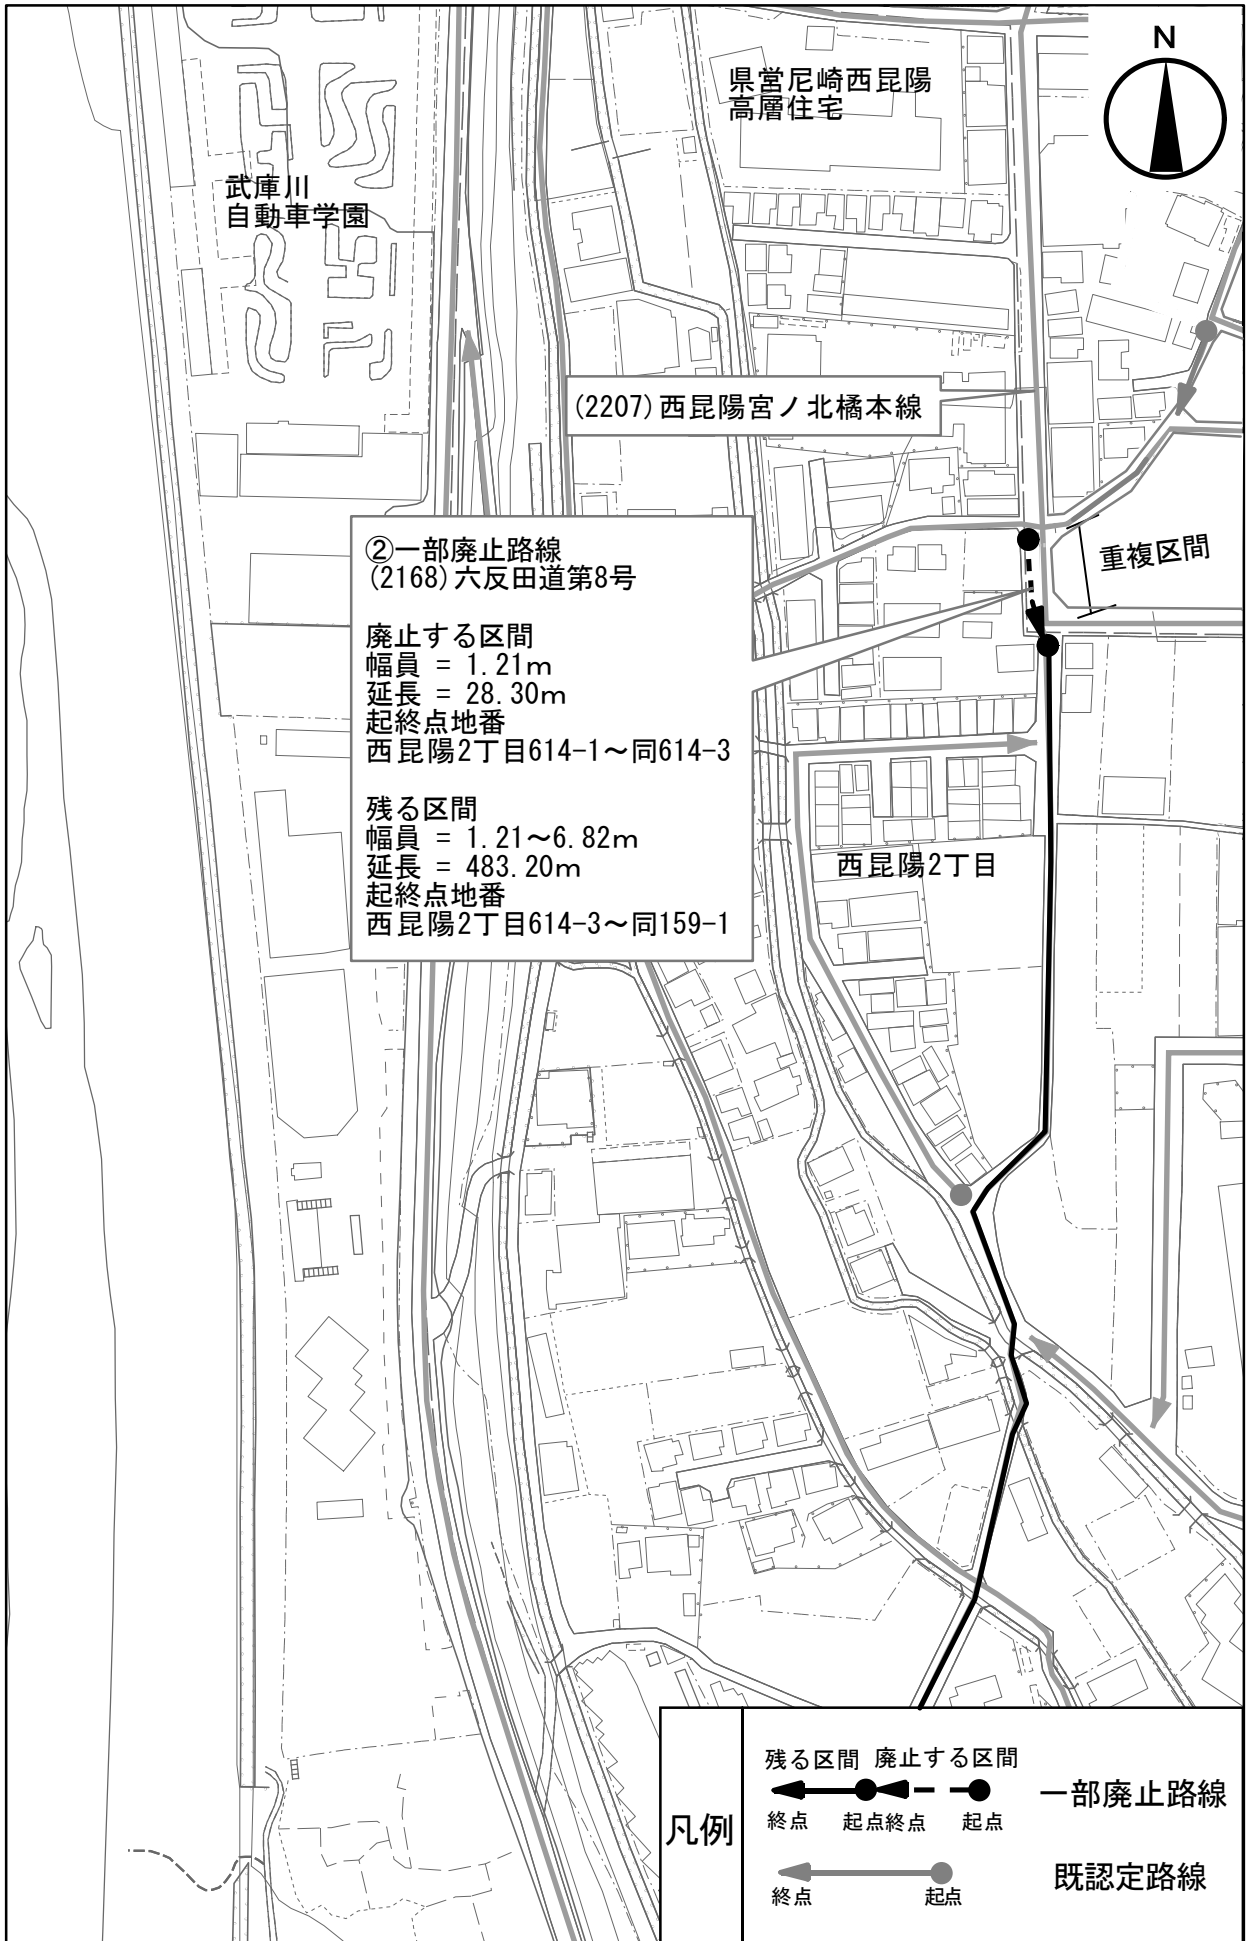 N
県営尼崎西昆陽
高層住宅
武庫川
自動車学園
(2207)西昆陽宮ノ北橋本線
②一部廃止路線
(2168)六反田道第8号
廃止する区間
幅員 = 1.21m
延長 = 28.30m
起終点地番
西昆陽2丁目614-1～同614-3
残る区間
幅員 = 1.21～6.82m
延長 = 483.20m
起終点地番
西昆陽2丁目614-3～同159-1
重複区間
西昆陽2丁目
凡例
残る区間 廃止する区間
一部廃止路線
終点 起点終点 起点
既認定路線
終点 起点